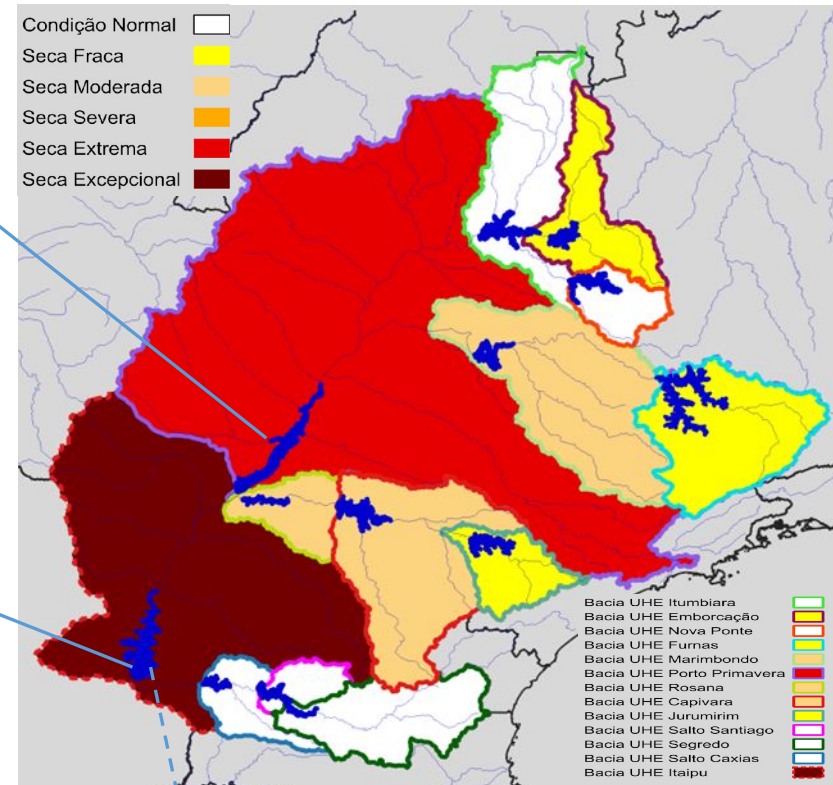 Condição Normal
Seca Fraca
Seca Moderada
Seca Severa
Seca Extrema
Seca Excepcional
Bacia UHE Itumbiara
Bacia UHE Emborcação
Bacia UHE Nova Ponte
Bacia UHE Furnas
Bacia UHE Marimbondo
Bacia UHE Porto Primavera
Bacia UHE Rosana
Bacia UHE Capivara
Bacia UHE Jurumirim
Bacia UHE Salto Santiago
Bacia UHE Segredo
Bacia UHE Salto Caxias
Bacia UHE Itaipu